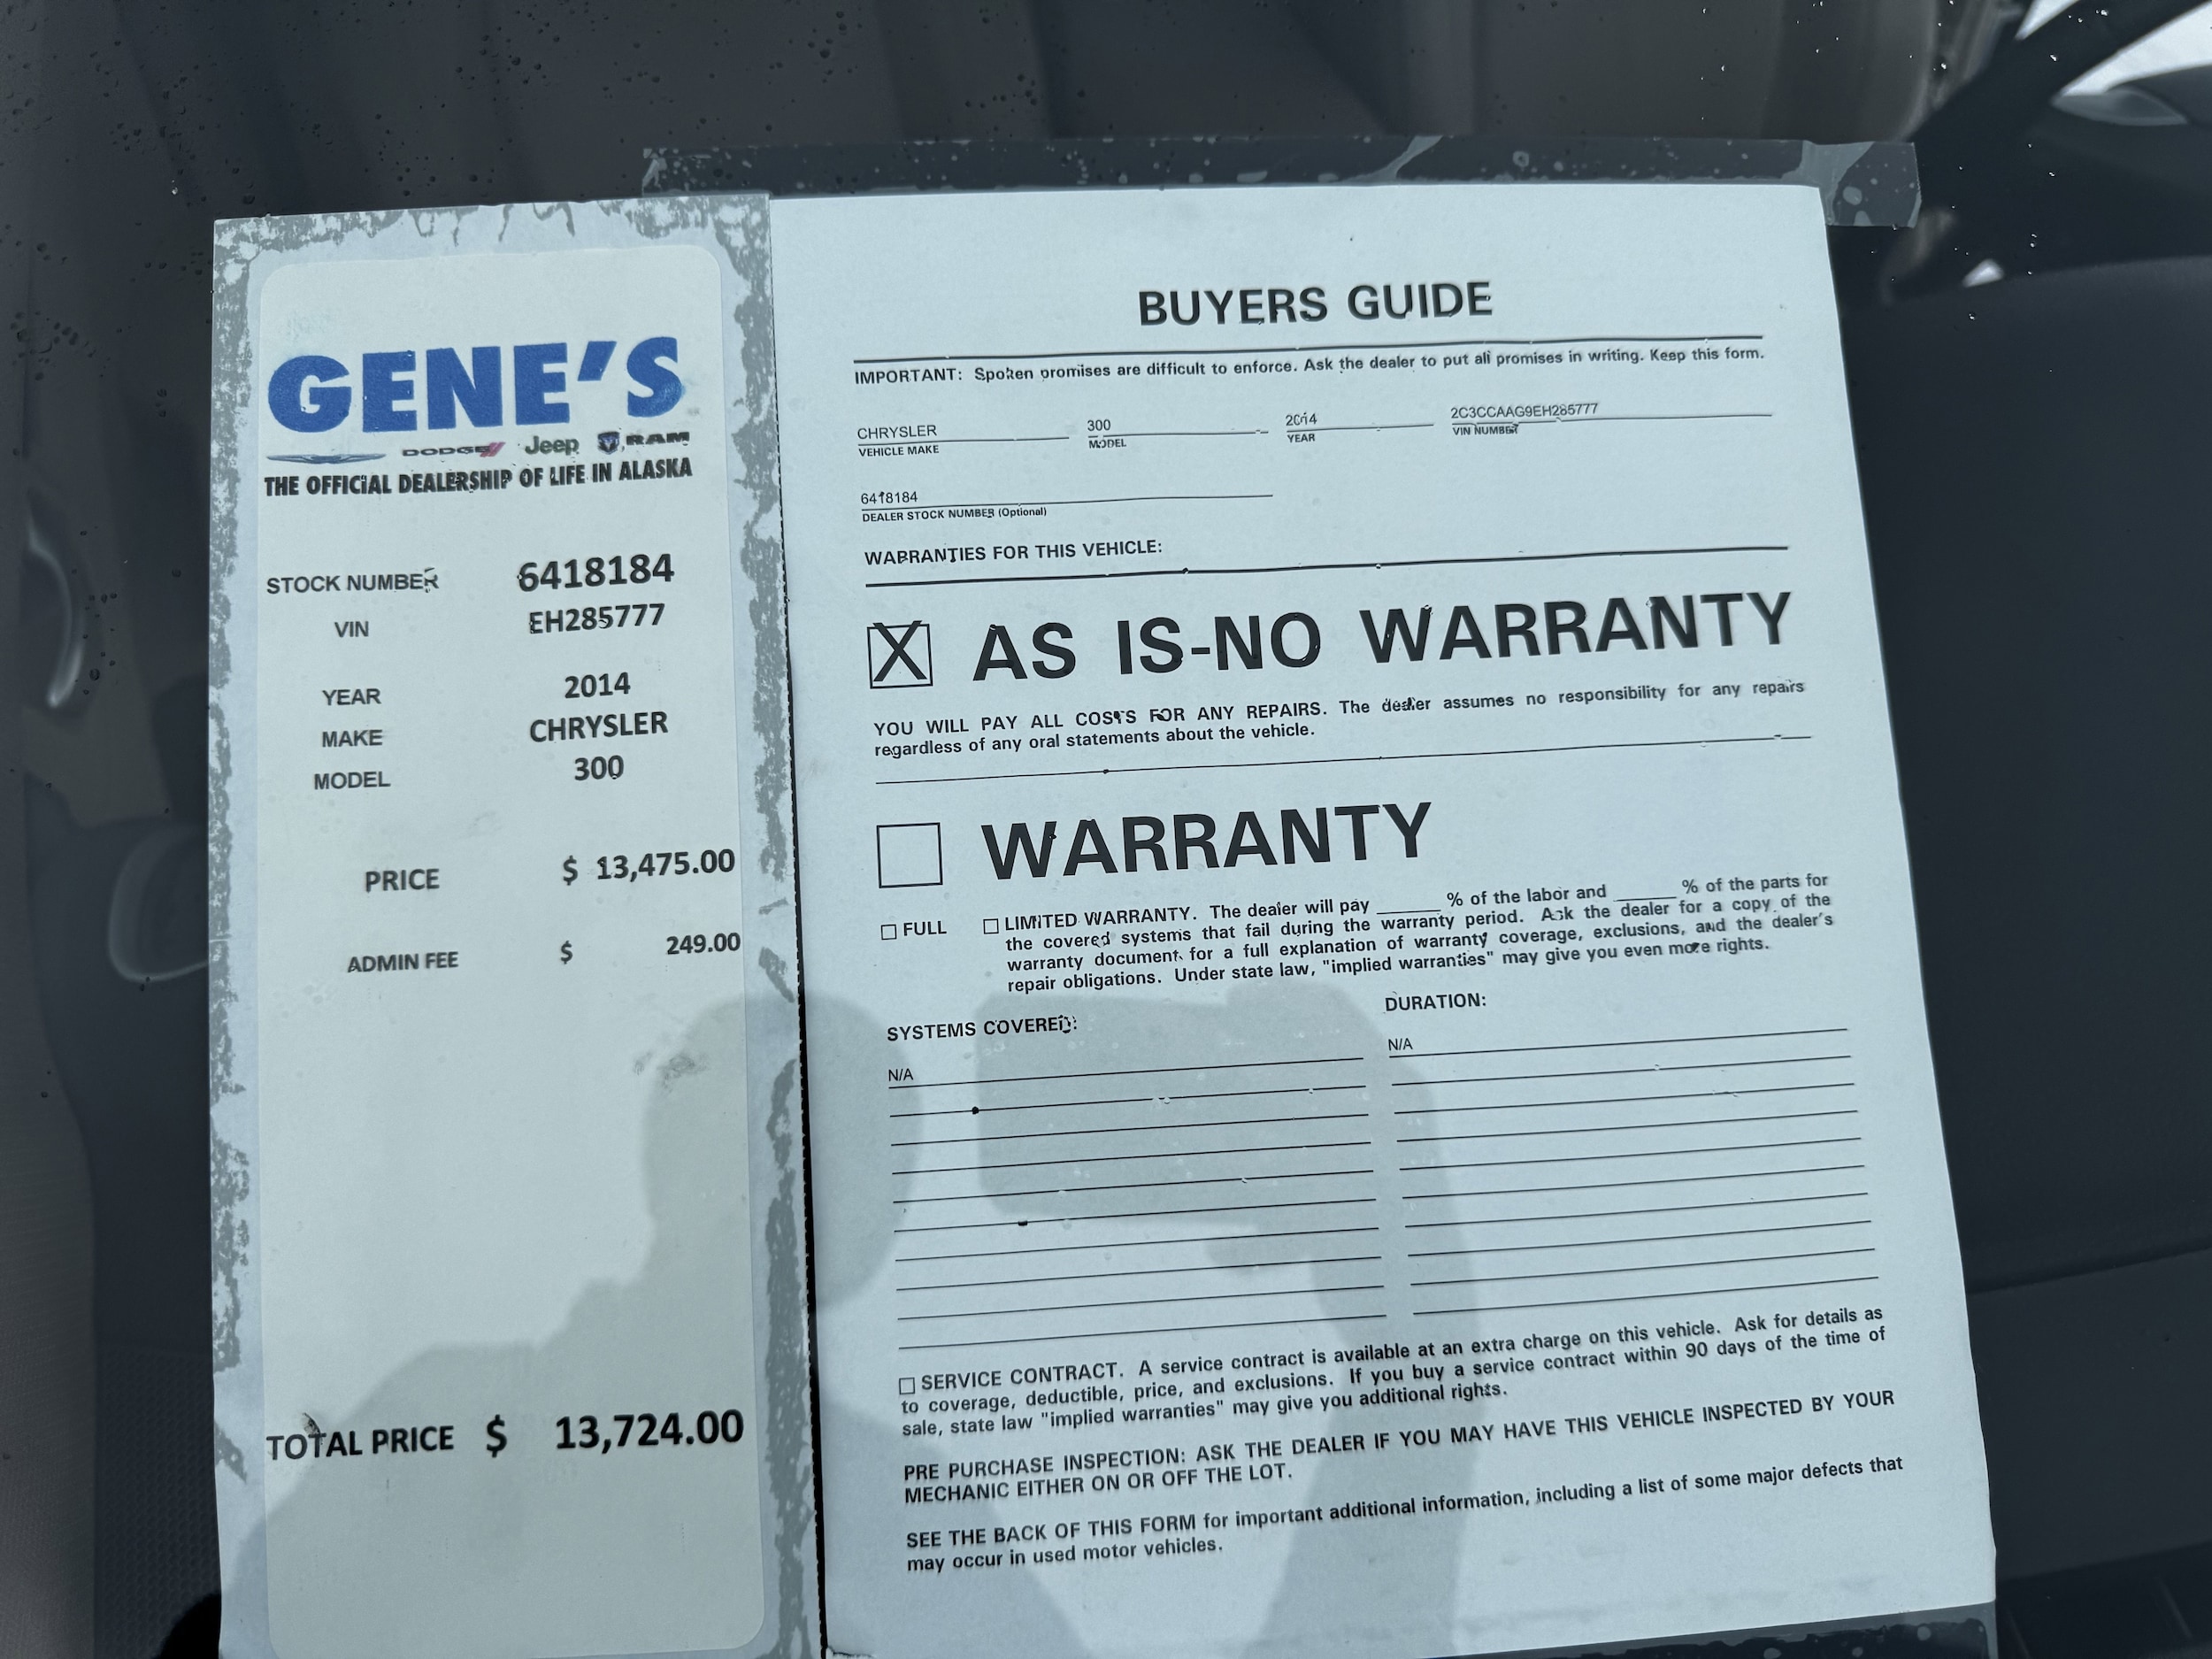 GENE'S
DODGE Jeep RAM
THE OFFICIAL DEALERSHIP OF LIFE IN ALASKA
STOCK NUMBER 6418184
VIN EH285777
YEAR 2014
MAKE CHRYSLER
MODEL 300
PRICE $ 13,475.00
ADMIN FEE $ 249.00
TOTAL PRICE $ 13,724.00
BUYERS GUIDE
IMPORTANT: Spoken promises are difficult to enforce. Ask the dealer to put all promises in writing. Keep this form.
CHRYSLER 300 2014 2C3CCAAG9EH285777
VEHICLE MAKE MODEL YEAR VIN NUMBER
6418184
DEALER STOCK NUMBER (Optional)
WARRANTIES FOR THIS VEHICLE:
X AS IS-NO WARRANTY
YOU WILL PAY ALL COSTS FOR ANY REPAIRS. The dealer assumes no responsibility for any repairs
regardless of any oral statements about the vehicle.
WARRANTY
FULL LIMITED WARRANTY. The dealer will pay ______ % of the labor and ______ % of the parts for
the covered systems that fail during the warranty period. Ask the dealer for a copy of the
warranty document for a full explanation of warranty coverage, exclusions, and the dealer's
repair obligations. Under state law, "implied warranties" may give you even more rights.
SYSTEMS COVERED: DURATION:
N/A N/A
SERVICE CONTRACT. A service contract is available at an extra charge on this vehicle. Ask for details as
to coverage, deductible, price, and exclusions. If you buy a service contract within 90 days of the time of
sale, state law "implied warranties" may give you additional rights.
PRE PURCHASE INSPECTION: ASK THE DEALER IF YOU MAY HAVE THIS VEHICLE INSPECTED BY YOUR
MECHANIC EITHER ON OR OFF THE LOT.
SEE THE BACK OF THIS FORM for important additional information, including a list of some major defects that
may occur in used motor vehicles.